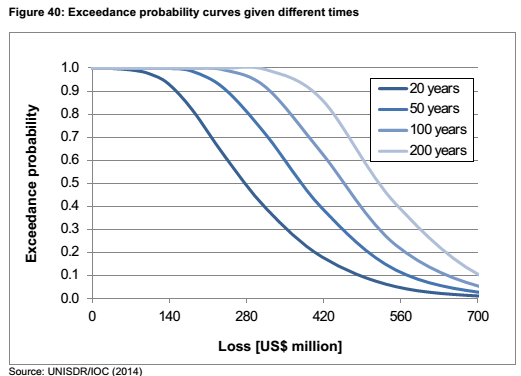 Figure 40: Exceedance probability curves given different times
Exceedance probability
1.0
0.9
0.8
0.7
0.6
0.5
0.4
0.3
0.2
0.1
0.0
20 years
50 years
100 years
200 years
0 140 280 420 560 700
Loss [US$ million]
Source: UNISDR/IOC (2014)